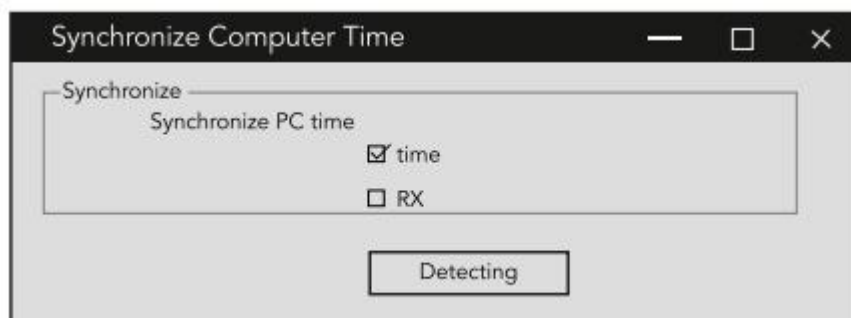 Synchronize Computer Time
Synchronize
Synchronize PC time
time
RX
Detecting